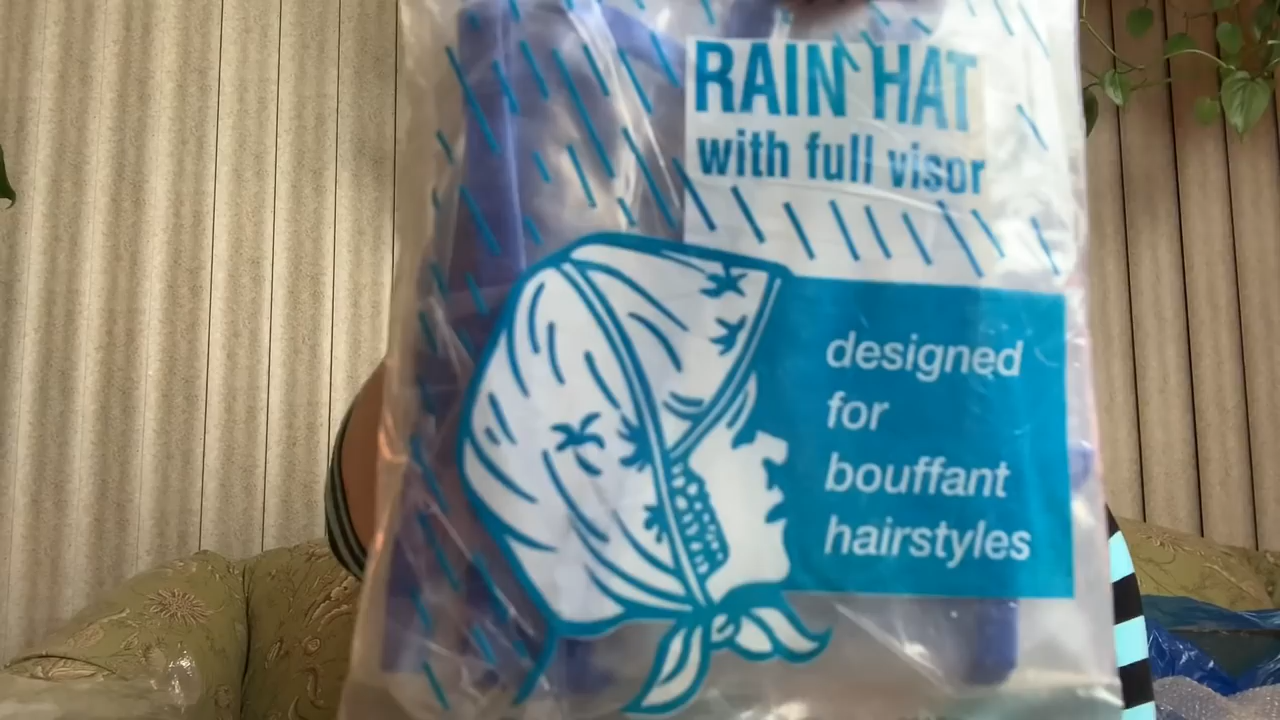 RAIN HAT
with full visor
designed
for
bouffant
hairstyles